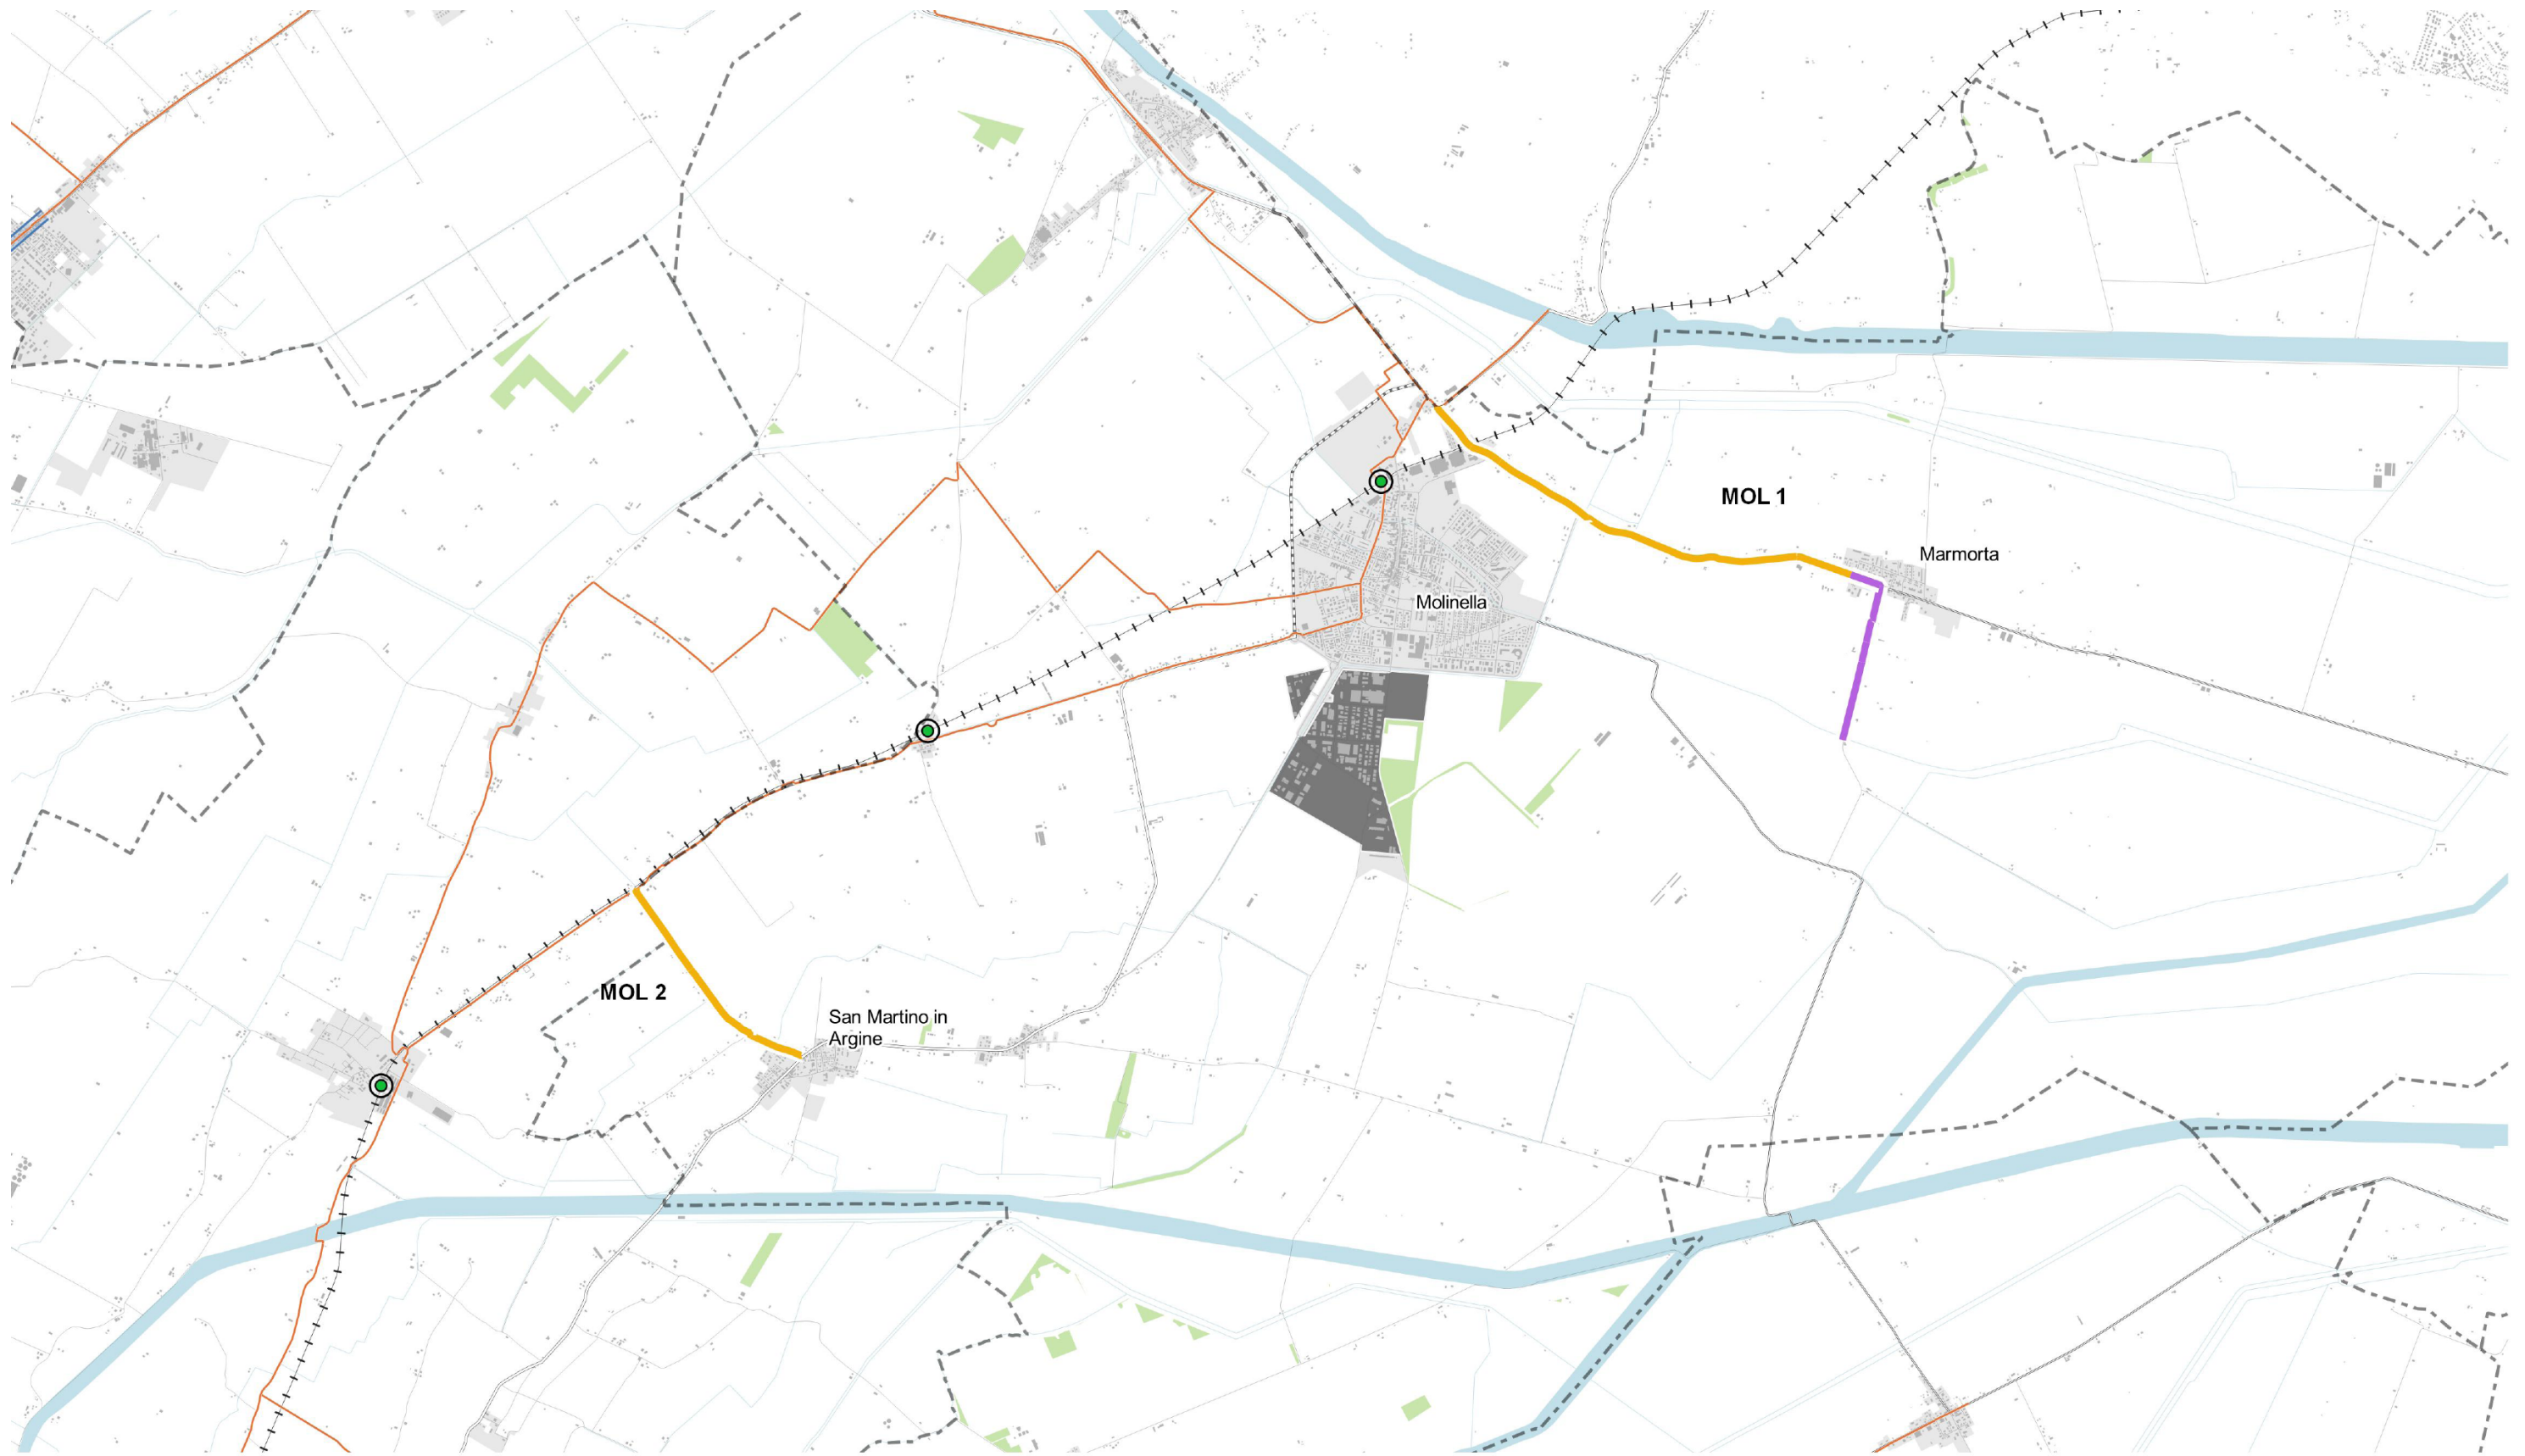 MOL 1
Marmorta
Molinella
MOL 2
San Martino in
Argine